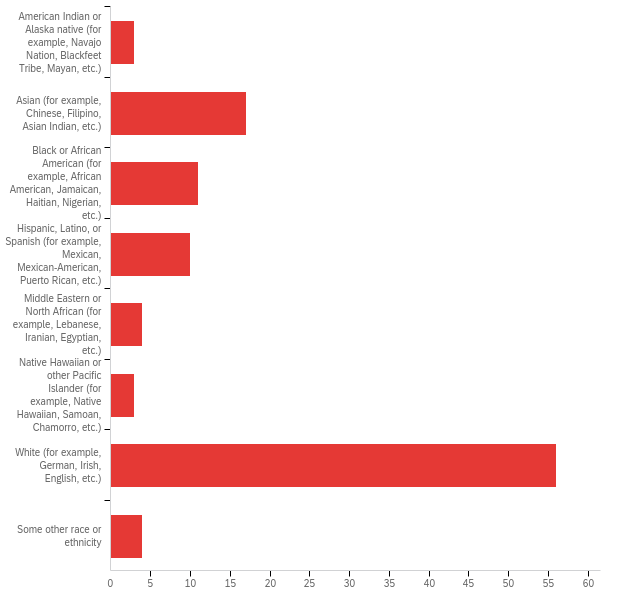 American Indian or
Alaska native (for
example, Navajo
Nation, Blackfeet
Tribe, Mayan, etc.)
Asian (for example,
Chinese, Filipino,
Asian Indian, etc.)
Black or African
American (for
example, African
American, Jamaican,
Haitian, Nigerian,
etc.)
Hispanic, Latino, or
Spanish (for example,
Mexican,
Mexican-American,
Puerto Rican, etc.)
Middle Eastern or
North African (for
example, Lebanese,
Iranian, Egyptian,
etc.)
Native Hawaiian or
other Pacific
Islander (for
example, Native
Hawaiian, Samoan,
Chamorro, etc.)
White (for example,
German, Irish,
English, etc.)
Some other race or
ethnicity
0 5 10 15 20 25 30 35 40 45 50 55 60